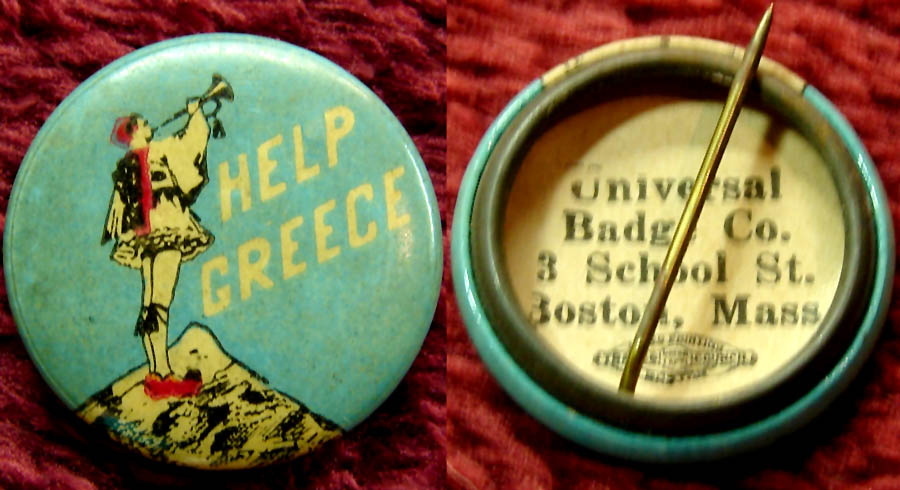 HELP
GREECE
Universal
Badge Co.
3 School St.
Boston, Mass